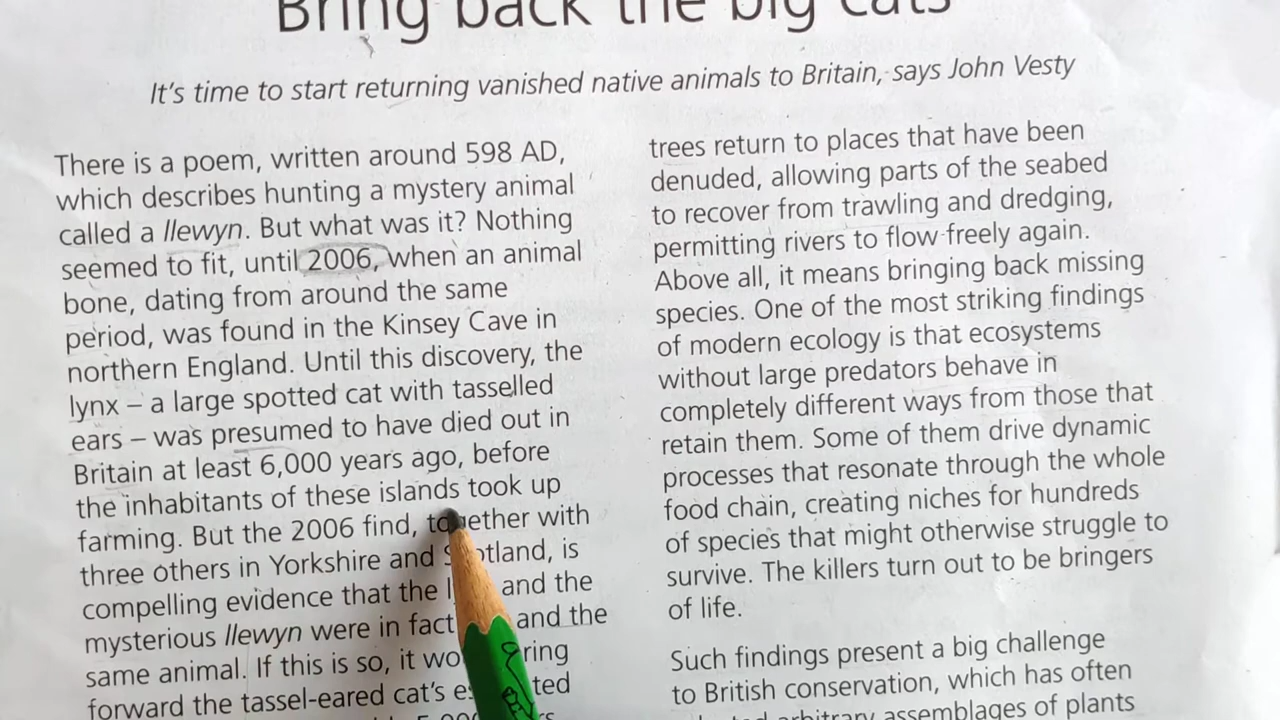 Bring back the big cats
It's time to start returning vanished native animals to Britain, says John Vesty
There is a poem, written around 598 AD,
which describes hunting a mystery animal
called a llewyn. But what was it? Nothing
seemed to fit, until 2006, when an animal
bone, dating from around the same
period, was found in the Kinsey Cave in
northern England. Until this discovery, the
lynx – a large spotted cat with tasselled
ears – was presumed to have died out in
Britain at least 6,000 years ago, before
the inhabitants of these islands took up
farming. But the 2006 find, together with
three others in Yorkshire and Scotland, is
compelling evidence that the and the
mysterious llewyn were in fact and the
same animal. If this is so, it
forward the tassel-eared cat's
trees return to places that have been
denuded, allowing parts of the seabed
to recover from trawling and dredging,
permitting rivers to flow freely again.
Above all, it means bringing back missing
species. One of the most striking findings
of modern ecology is that ecosystems
without large predators behave in
completely different ways from those that
retain them. Some of them drive dynamic
processes that resonate through the whole
food chain, creating niches for hundreds
of species that might otherwise struggle to
survive. The killers turn out to be bringers
of life.
Such findings present a big challenge
to British conservation, which has often
arbitrary assemblages of plants